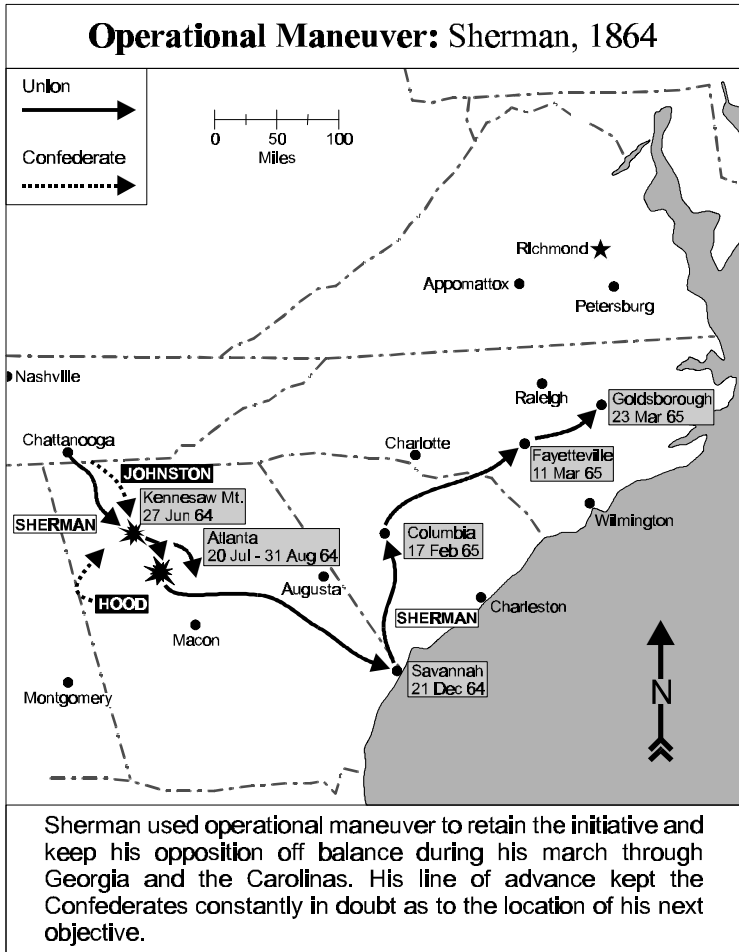 Operational Maneuver: Sherman, 1864
Union
Confederate
0 50 100
Miles
Richmond
Appomattox
Petersburg
Nashville
Raleigh
Goldsborough
23 Mar 65
Chattanooga
Charlotte
Fayetteville
11 Mar 65
JOHNSTON
Kennesaw Mt.
27 Jun 64
SHERMAN
Wilmington
Atlanta
20 Jul - 31 Aug 64
Columbia
17 Feb 65
Augusta
HOOD
Charleston
SHERMAN
Macon
Savannah
21 Dec 64
Montgomery
N
Sherman used operational maneuver to retain the initiative and
keep his opposition off balance during his march through
Georgia and the Carolinas. His line of advance kept the
Confederates constantly in doubt as to the location of his next
objective.